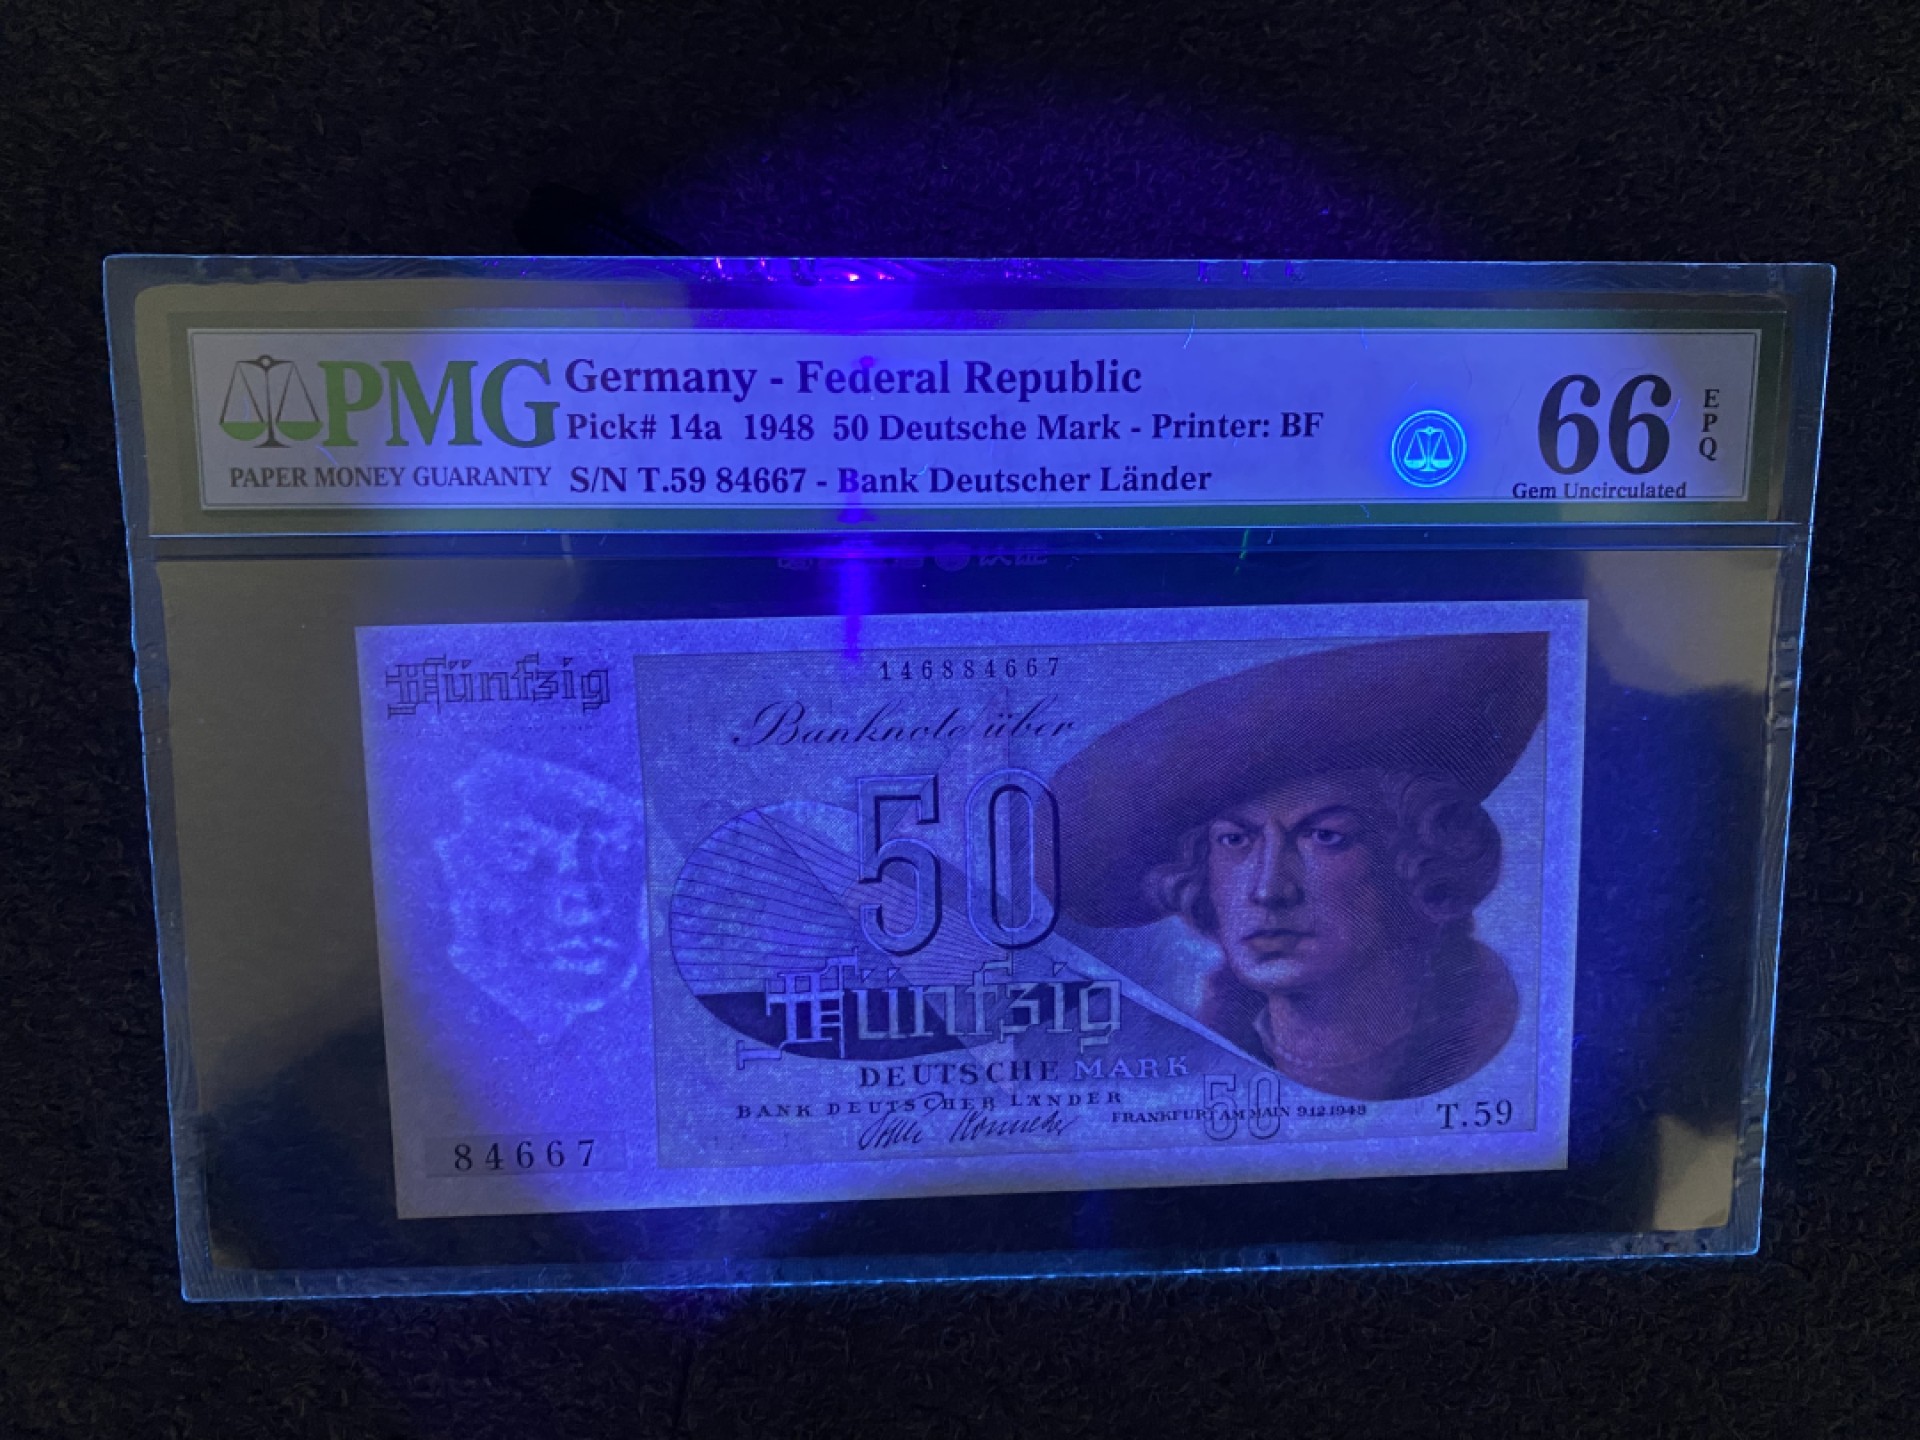 PMG
PAPER MONEY GUARANTY
Germany - Federal Republic
Pick# 14a 1948 50 Deutsche Mark - Printer: BF
S/N T.59 84667 - Bank Deutscher Länder
66
EPQ
Gem Uncirculated
Fünfzig
146884667
Banknote über
50
Fünfzig
DEUTSCHE MARK
BANK DEUTSCHER LÄNDER
FRANKFURT AM MAIN 9.12.1948
50
T.59
84667